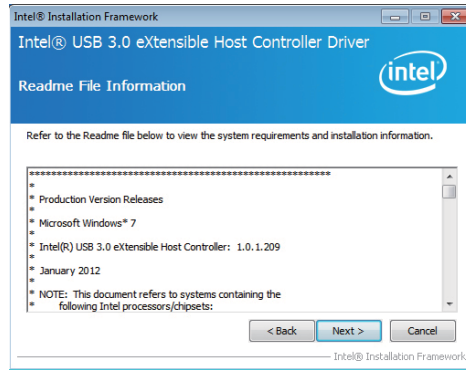 Intel® Installation Framework
Intel® USB 3.0 eXtensible Host Controller Driver
Readme File Information
(intel)
Refer to the Readme file below to view the system requirements and installation information.
*******************************************************
*
* Production Version Releases
*
* Microsoft Windows* 7
*
* Intel(R) USB 3.0 eXtensible Host Controller: 1.0.1.209
*
* January 2012
*
* NOTE: This document refers to systems containing the
* following Intel processors/chipsets:
< Back Next > Cancel
Intel® Installation Framework